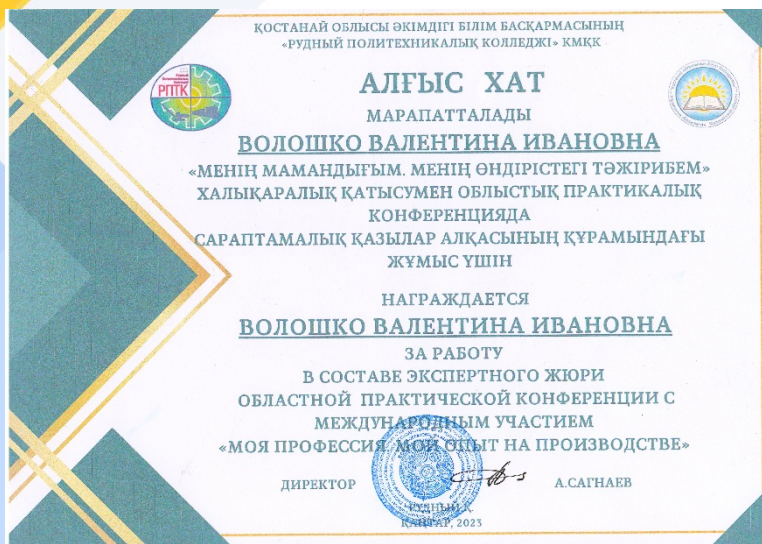 ҚОСТАНАЙ ОБЛЫСЫ ӘКІМДІГІ БІЛІМ БАСҚАРМАСЫНЫҢ
«РУДНЫЙ ПОЛИТЕХНИКАЛЫҚ КОЛЛЕДЖІ» КМҚК
РПТК
АЛҒЫС ХАТ
МАРАПАТТАЛАДЫ
ВОЛОШКО ВАЛЕНТИНА ИВАНОВНА
«МЕНІҢ МАМАНДЫҒЫМ. МЕНІҢ ӨНДІРІСТЕГІ ТӘЖІРИБЕМ»
ХАЛЫҚАРАЛЫҚ ҚАТЫСУМЕН ОБЛЫСТЫҚ ПРАКТИКАЛЫҚ
КОНФЕРЕНЦИЯДА
САРАПТАМАЛЫҚ ҚАЗЫЛАР АЛҚАСЫНЫҢ ҚҰРАМЫНДАҒЫ
ЖҰМЫС ҮШІН
НАГРАЖДАЕТСЯ
ВОЛОШКО ВАЛЕНТИНА ИВАНОВНА
ЗА РАБОТУ
В СОСТАВЕ ЭКСПЕРТНОГО ЖЮРИ
ОБЛАСТНОЙ ПРАКТИЧЕСКОЙ КОНФЕРЕНЦИИ С
МЕЖДУНАРОДНЫМ УЧАСТИЕМ
«МОЯ ПРОФЕССИЯ. МОЙ ОПЫТ НА ПРОИЗВОДСТВЕ»
ДИРЕКТОР А.САГНАЕВ
РУДНЫЙ Қ.
ҚАҢТАР, 2023